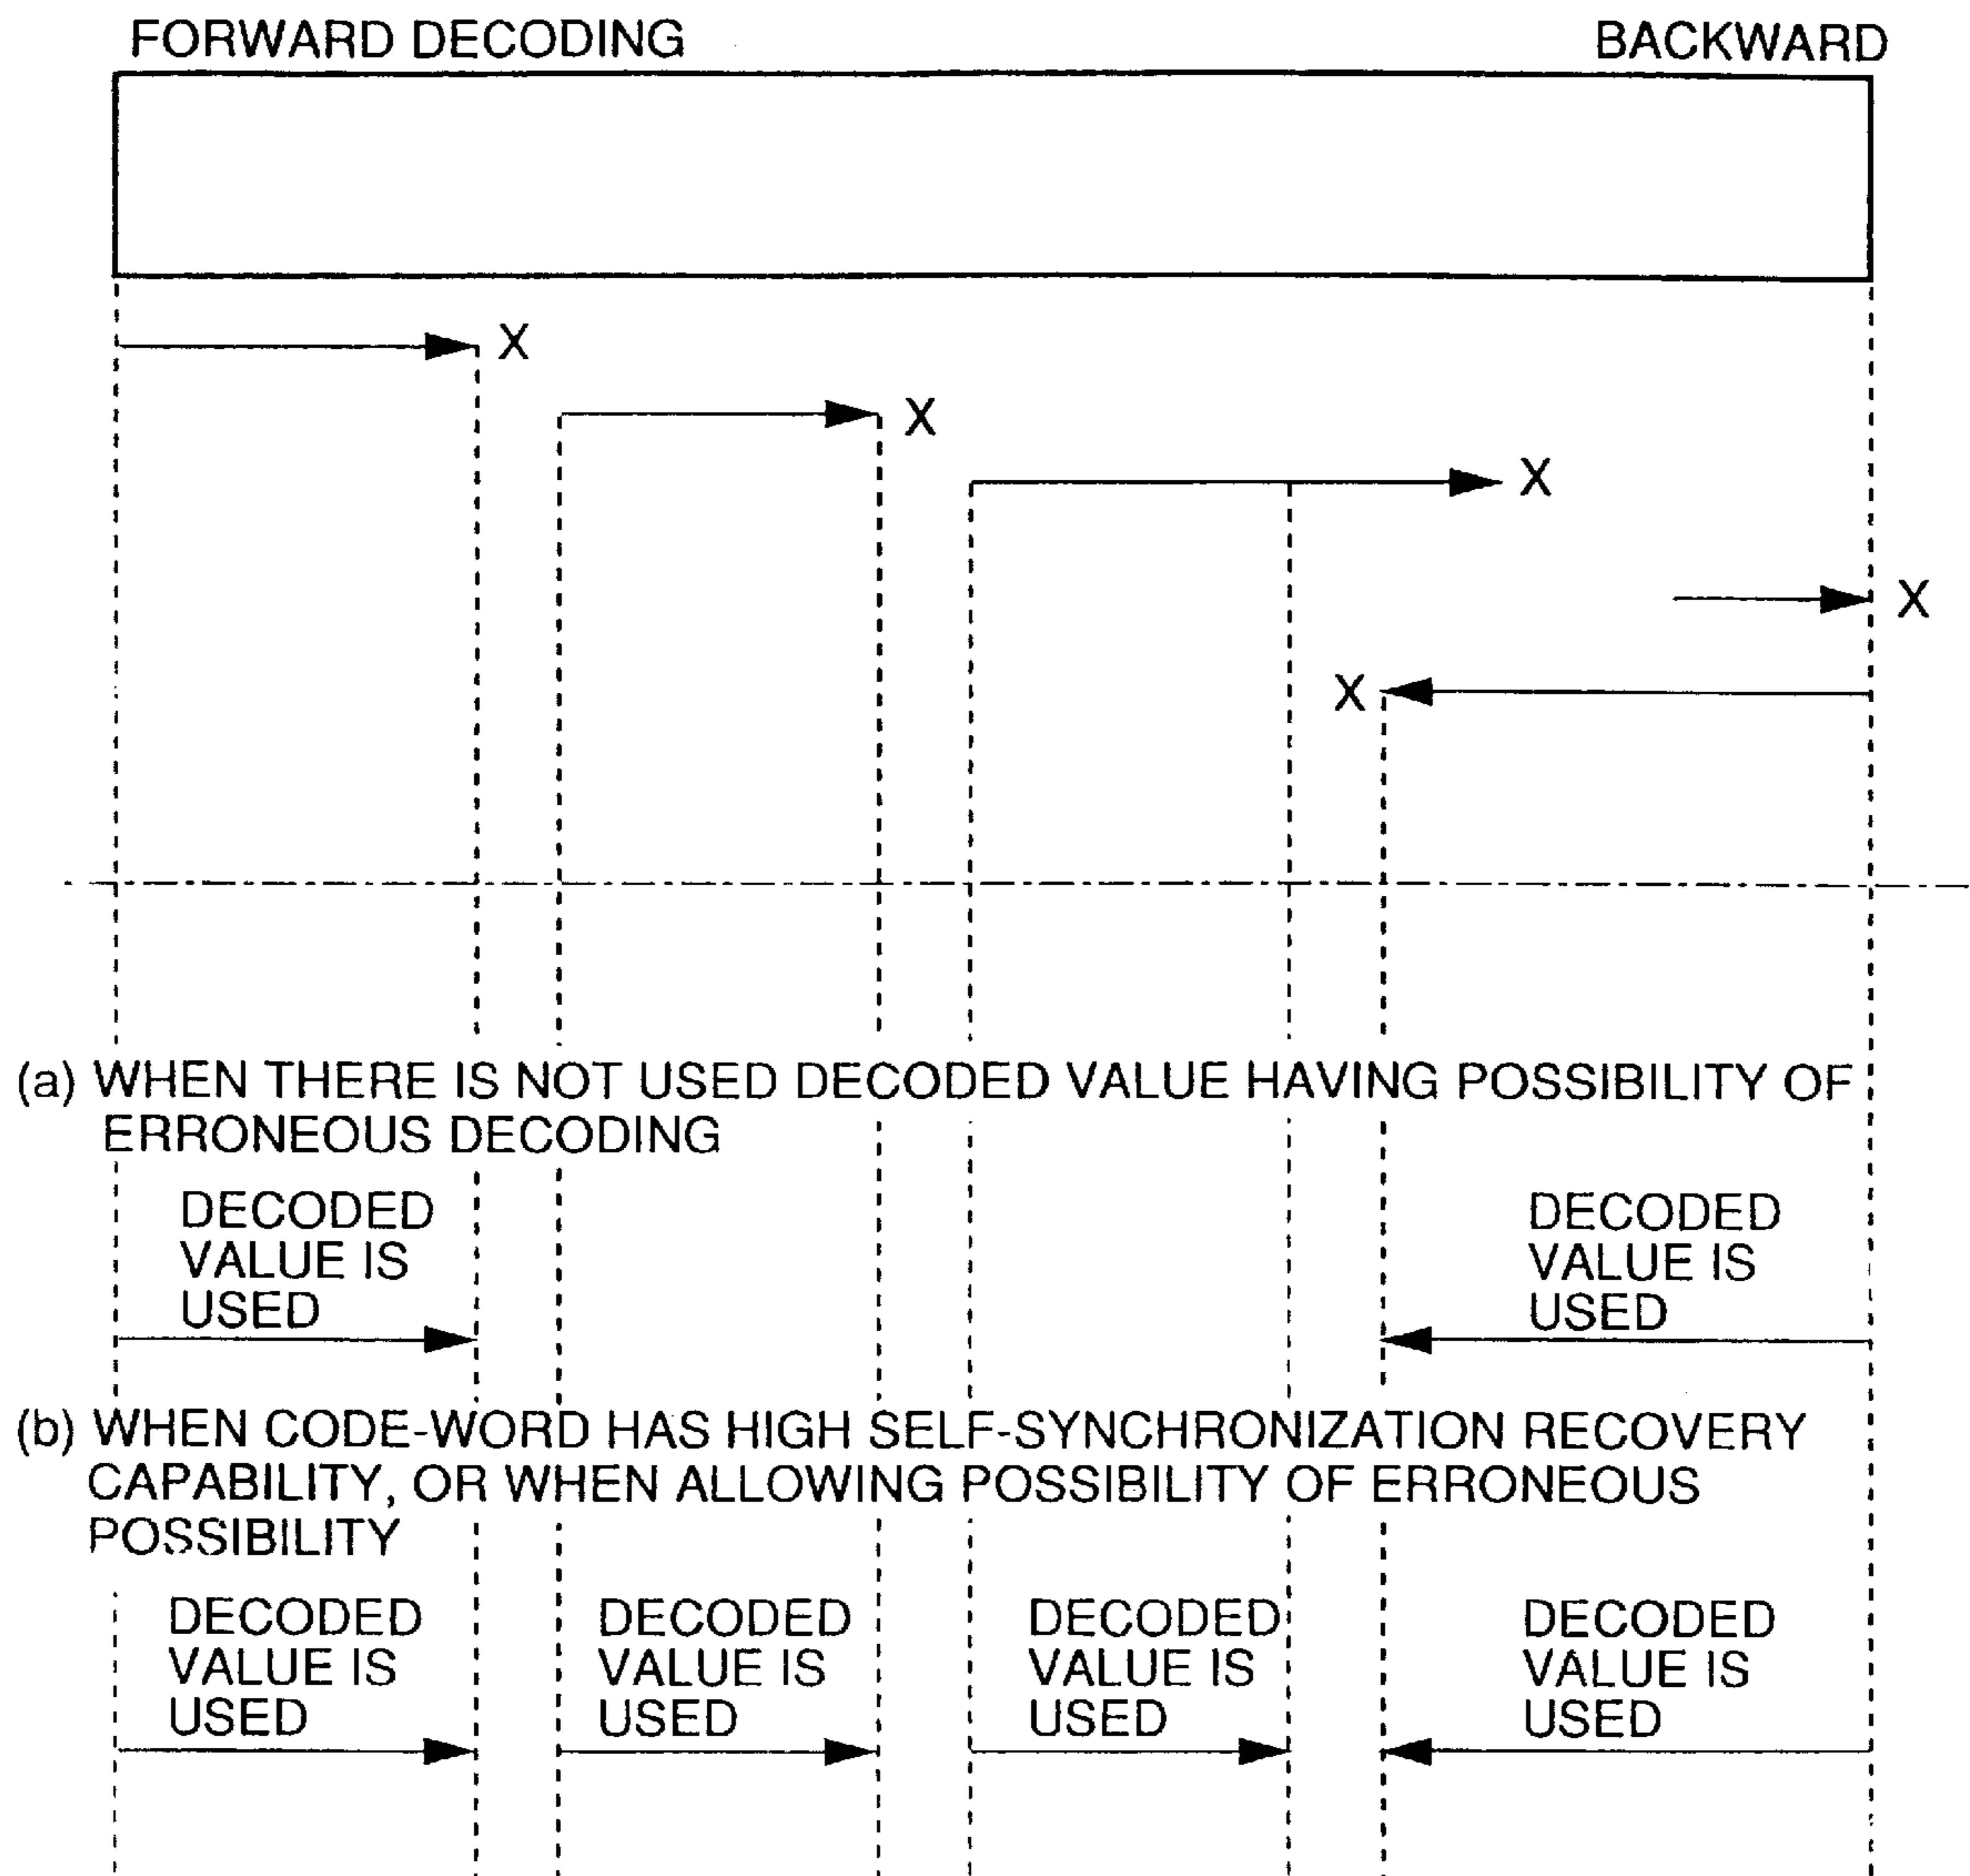 FORWARD DECODING
BACKWARD
X
X
X
X
X
(a) WHEN THERE IS NOT USED DECODED VALUE HAVING POSSIBILITY OF
ERRONEOUS DECODING
DECODED
VALUE IS
USED
DECODED
VALUE IS
USED
(b) WHEN CODE-WORD HAS HIGH SELF-SYNCHRONIZATION RECOVERY
CAPABILITY, OR WHEN ALLOWING POSSIBILITY OF ERRONEOUS
POSSIBILITY
DECODED
VALUE IS
USED
DECODED
VALUE IS
USED
DECODED
VALUE IS
USED
DECODED
VALUE IS
USED